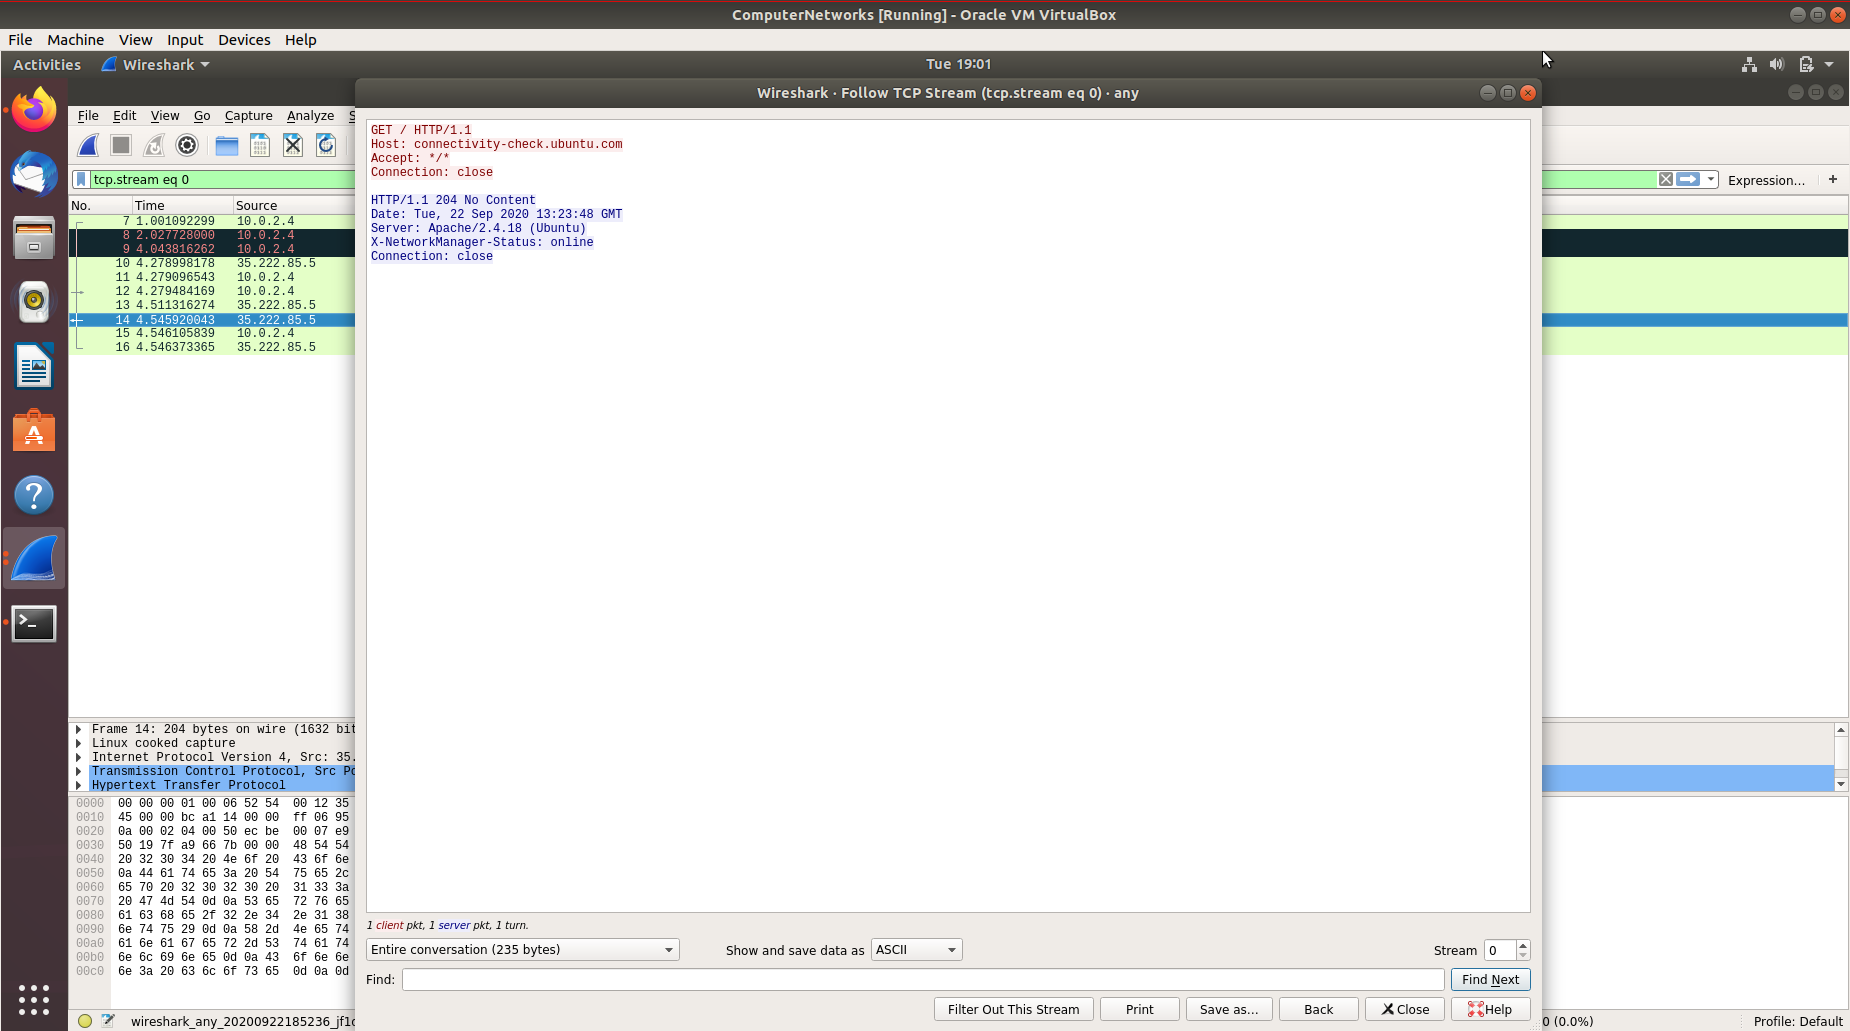 ComputerNetworks [Running] - Oracle VM VirtualBox
File Machine View Input Devices Help
Activities Wireshark Tue 19:01
Wireshark · Follow TCP Stream (tcp.stream eq 0) · any
File Edit View Go Capture Analyze S
tcp.stream eq 0
Expression... +
No. Time Source
7 1.001092299 10.0.2.4
8 2.027728000 10.0.2.4
9 4.043816262 10.0.2.4
10 4.278998178 35.222.85.5
11 4.279096543 10.0.2.4
12 4.279484169 10.0.2.4
13 4.511316274 35.222.85.5
14 4.545920043 35.222.85.5
15 4.546105839 10.0.2.4
16 4.546373365 35.222.85.5
GET / HTTP/1.1
Host: connectivity-check.ubuntu.com
Accept: */*
Connection: close
HTTP/1.1 204 No Content
Date: Tue, 22 Sep 2020 13:23:48 GMT
Server: Apache/2.4.18 (Ubuntu)
X-NetworkManager-Status: online
Connection: close
Frame 14: 204 bytes on wire (1632 bit
Linux cooked capture
Internet Protocol Version 4, Src: 35.
Transmission Control Protocol, Src Po
Hypertext Transfer Protocol
0000 00 00 00 01 00 06 52 54 00 12 35
0010 45 00 00 bc a1 14 00 00 ff 06 95
0020 0a 00 02 04 00 50 ec be 00 07 e9
0030 50 19 7f a9 66 7b 00 00 48 54 54
0040 20 32 30 34 20 4e 6f 20 43 6f 6e
0050 0a 44 61 74 65 3a 20 54 75 65 2c
0060 65 70 20 32 30 32 30 20 31 33 3a
0070 20 47 4d 54 0d 0a 53 65 72 76 65
0080 61 63 68 65 2f 32 2e 34 2e 31 38
0090 6e 74 75 29 0d 0a 58 2d 4e 65 74
00a0 61 6e 61 67 65 72 2d 53 74 61 74
00b0 6e 6c 69 6e 65 0d 0a 43 6f 6e 6e
00c0 6e 3a 20 63 6c 6f 73 65 0d 0a 0d
1 client pkt, 1 server pkt, 1 turn.
Entire conversation (235 bytes) Show and save data as ASCII Stream 0
Find: Find Next
Filter Out This Stream Print Save as... Back Close Help
wireshark_any_20200922185236_jf1c 0 (0.0%) Profile: Default